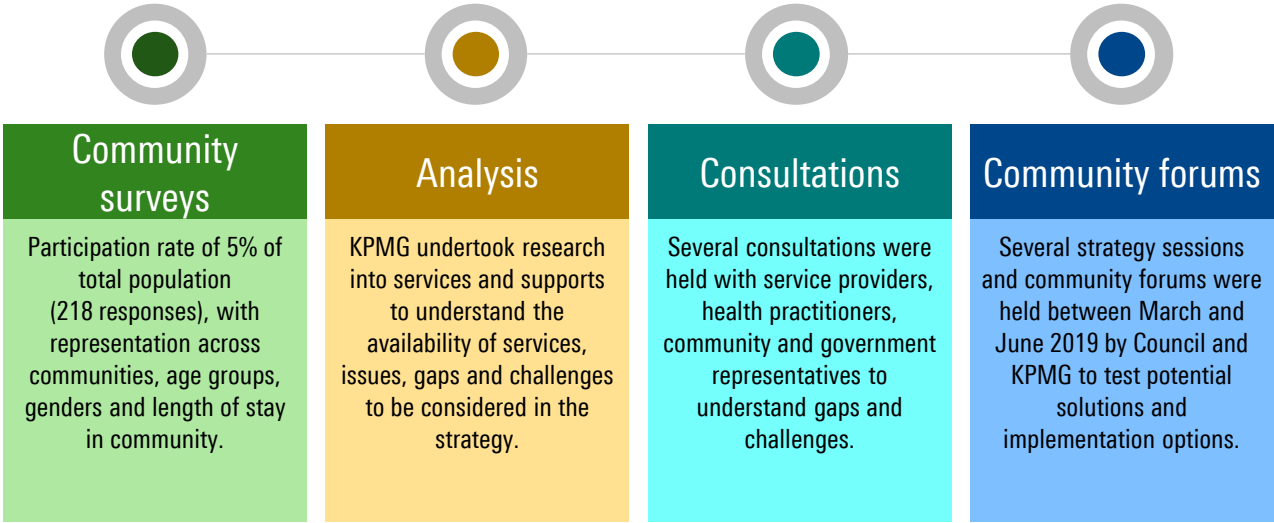 Community
surveys
Participation rate of 5% of
total population
(218 responses), with
representation across
communities, age groups,
genders and length of stay
in community.
Analysis
KPMG undertook research
into services and supports
to understand the
availability of services,
issues, gaps and challenges
to be considered in the
strategy.
Consultations
Several consultations were
held with service providers,
health practitioners,
community and government
representatives to
understand gaps and
challenges.
Community forums
Several strategy sessions
and community forums were
held between March and
June 2019 by Council and
KPMG to test potential
solutions and
implementation options.